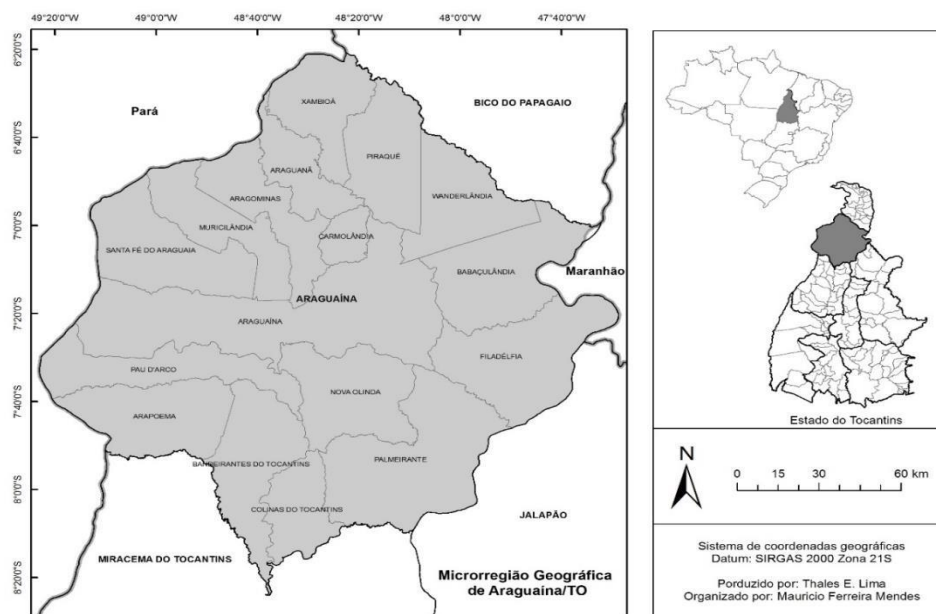 49°20'0"W 49°0'0"W 48°40'0"W 48°20'0"W 48°0'0"W 47°40'0"W
6°20'0"S
6°40'0"S
7°0'0"S
7°20'0"S
7°40'0"S
8°0'0"S
8°20'0"S
Pará
BICO DO PAPAGAIO
XAMBIOÁ
PIRAQUÊ
ARAGUANÃ
WANDERLÂNDIA
ARAGOMINAS
MURICILÂNDIA
CARMOLÂNDIA
SANTA FÉ DO ARAGUAIA
BABAÇULÂNDIA
Maranhão
ARAGUAÍNA
ARAGUAÍNA
FILADÉLFIA
PAU D'ARCO
NOVA OLINDA
ARAPOEMA
BANDEIRANTES DO TOCANTINS
PALMEIRANTE
COLINAS DO TOCANTINS
JALAPÃO
MIRACEMA DO TOCANTINS
Microrregião Geográfica
de Araguaína/TO
Estado do Tocantins
N
0 15 30 60 km
Sistema de coordenadas geográficas
Datum: SIRGAS 2000 Zona 21S
Porduzido por: Thales E. Lima
Organizado por: Mauricio Ferreira Mendes